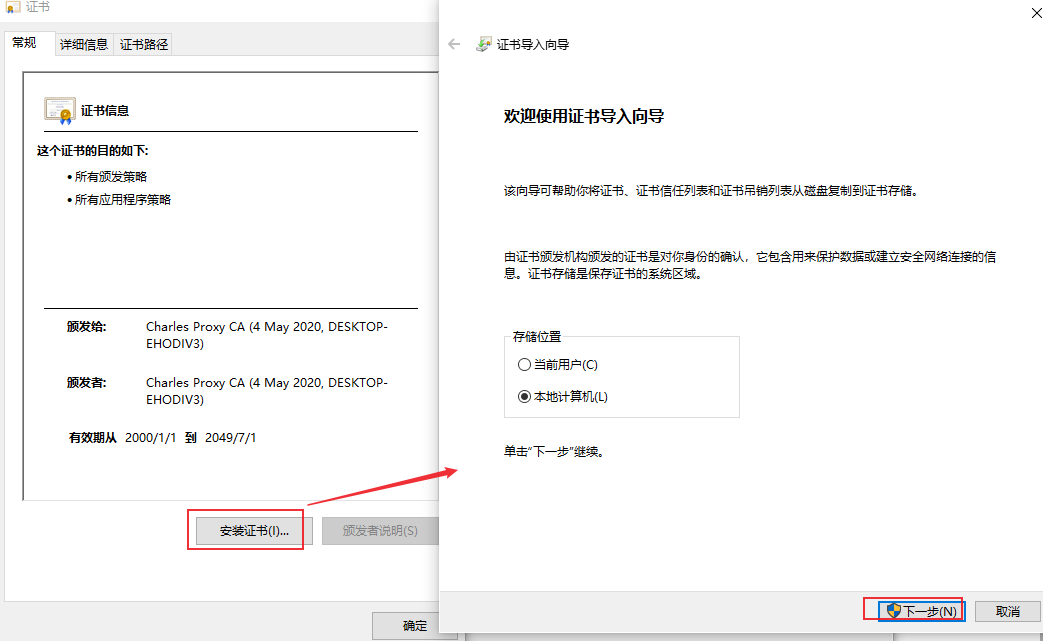 证书
常规
详细信息
证书路径
证书信息
这个证书的目的如下:
• 所有颁发策略
• 所有应用程序策略
颁发给: Charles Proxy CA (4 May 2020, DESKTOP-
EHODIV3)
颁发者: Charles Proxy CA (4 May 2020, DESKTOP-
EHODIV3)
有效期从 2000/1/1 到 2049/7/1
安装证书(I)...
颁发者说明(S)
确定
证书导入向导
欢迎使用证书导入向导
该向导可帮助你将证书、证书信任列表和证书吊销列表从磁盘复制到证书存储。
由证书颁发机构颁发的证书是对你身份的确认，它包含用来保护数据或建立安全网络连接的信
息。证书存储是保存证书的系统区域。
存储位置
当前用户(C)
本地计算机(L)
单击“下一步”继续。
下一步(N)
取消